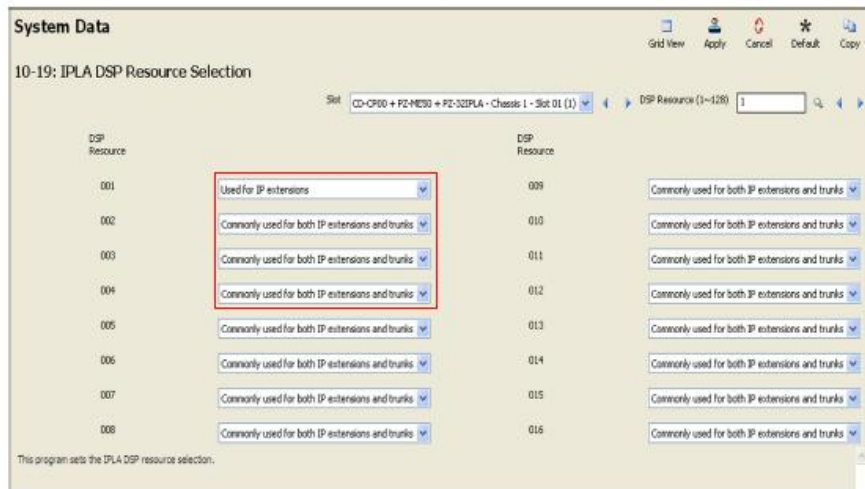 System Data
Grid View Apply Cancel Default Copy
10-19: IPLA DSP Resource Selection
Slot CD-CP00 + PZ-ME50 + PZ-32IPLA - Chassis 1 - Slot 01 (1) DSP Resource (1~128) 1
DSP Resource DSP Resource
001 Used for IP extensions 009 Commonly used for both IP extensions and trunks
002 Commonly used for both IP extensions and trunks 010 Commonly used for both IP extensions and trunks
003 Commonly used for both IP extensions and trunks 011 Commonly used for both IP extensions and trunks
004 Commonly used for both IP extensions and trunks 012 Commonly used for both IP extensions and trunks
005 Commonly used for both IP extensions and trunks 013 Commonly used for both IP extensions and trunks
006 Commonly used for both IP extensions and trunks 014 Commonly used for both IP extensions and trunks
007 Commonly used for both IP extensions and trunks 015 Commonly used for both IP extensions and trunks
008 Commonly used for both IP extensions and trunks 016 Commonly used for both IP extensions and trunks
This program sets the IPLA DSP resource selection.